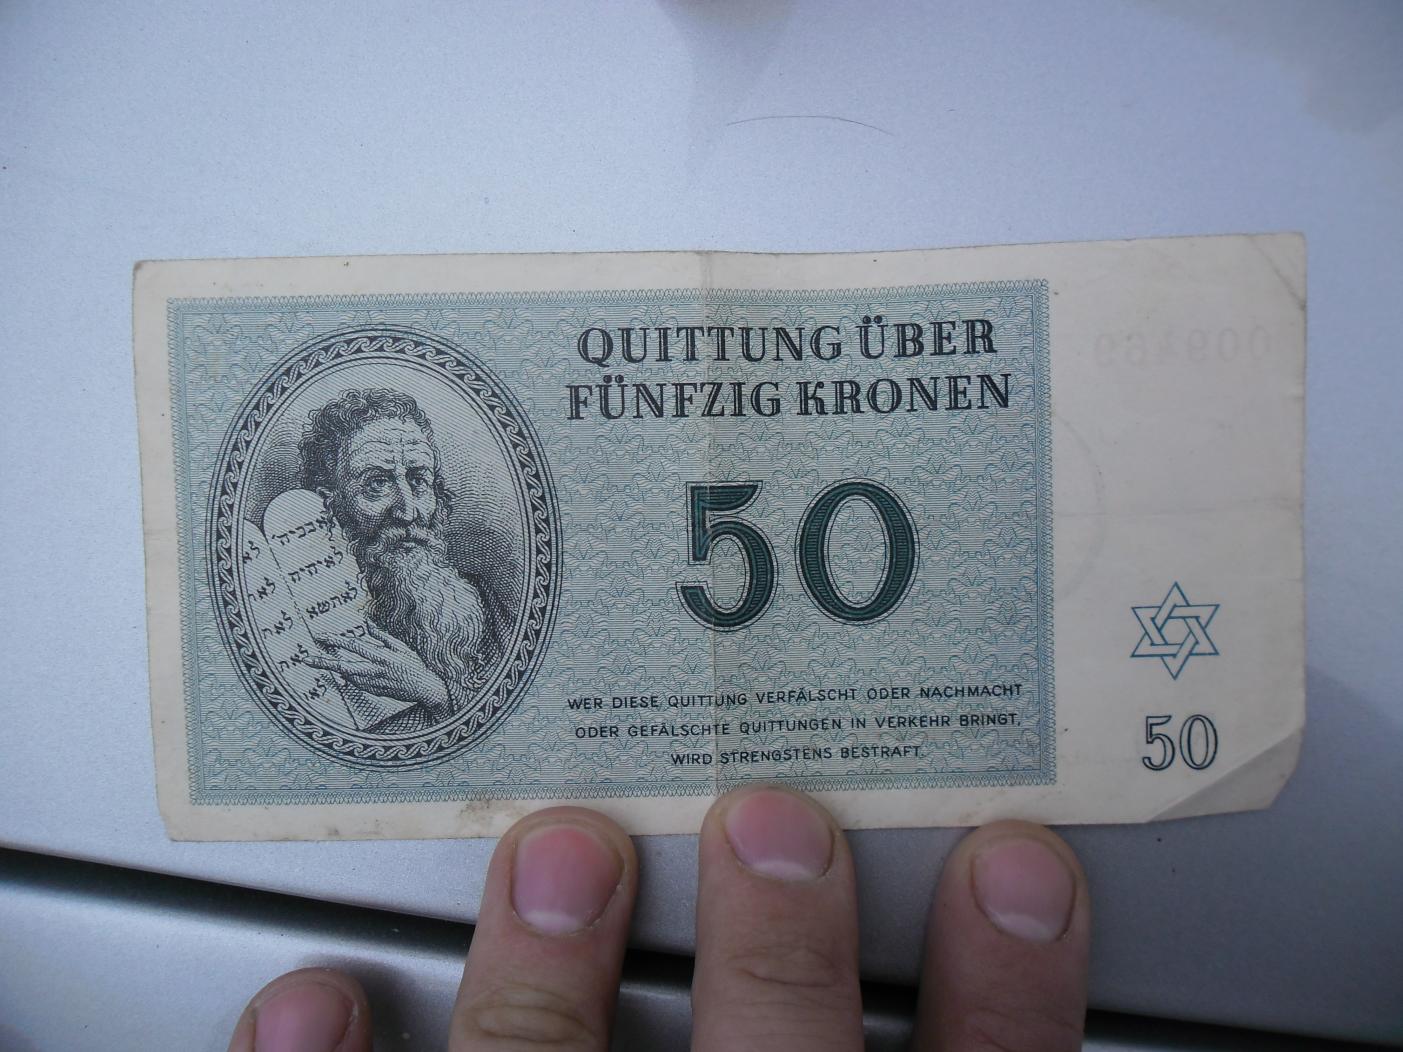 QUITTUNG ÜBER
FÜNFZIG KRONEN
50
WER DIESE QUITTUNG VERFÄLSCHT ODER NACHMACHT
ODER GEFÄLSCHTE QUITTUNGEN IN VERKEHR BRINGT,
WIRD STRENGSTENS BESTRAFT.
50